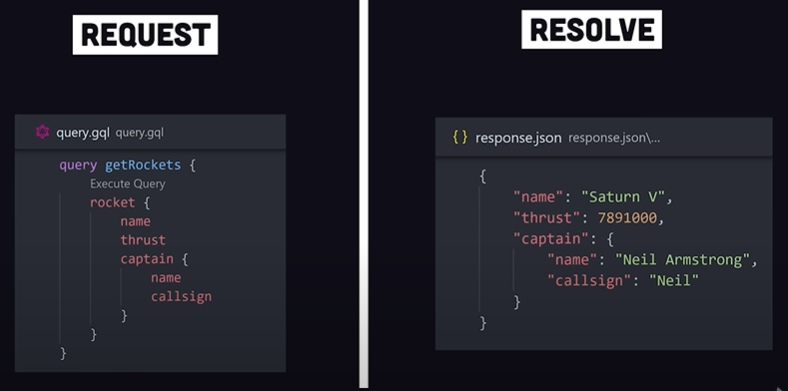 REQUEST
query.gql query.gql
query getRockets {
Execute Query
rocket {
name
thrust
captain {
name
callsign
}
}
}
RESOLVE
{} response.json response.json\...
{
"name": "Saturn V",
"thrust": 7891000,
"captain": {
"name": "Neil Armstrong",
"callsign": "Neil"
}
}